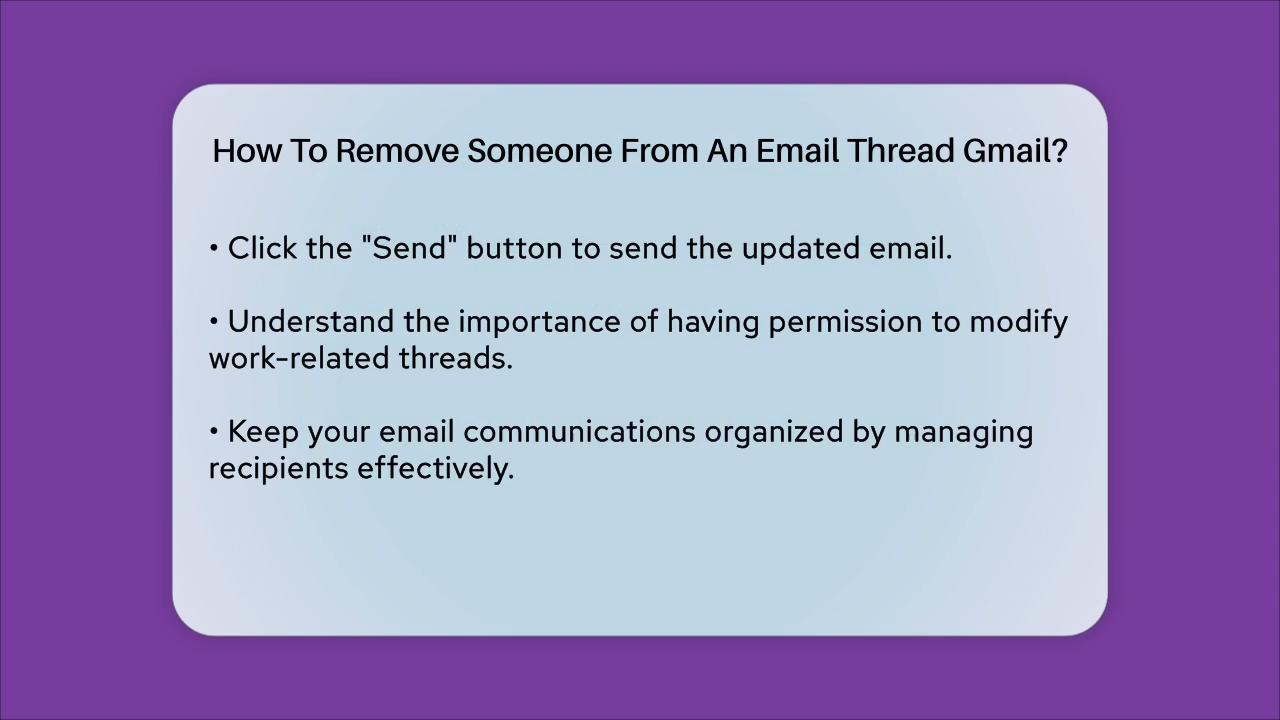 How To Remove Someone From An Email Thread Gmail?
• Click the "Send" button to send the updated email.
• Understand the importance of having permission to modify
work-related threads.
• Keep your email communications organized by managing
recipients effectively.